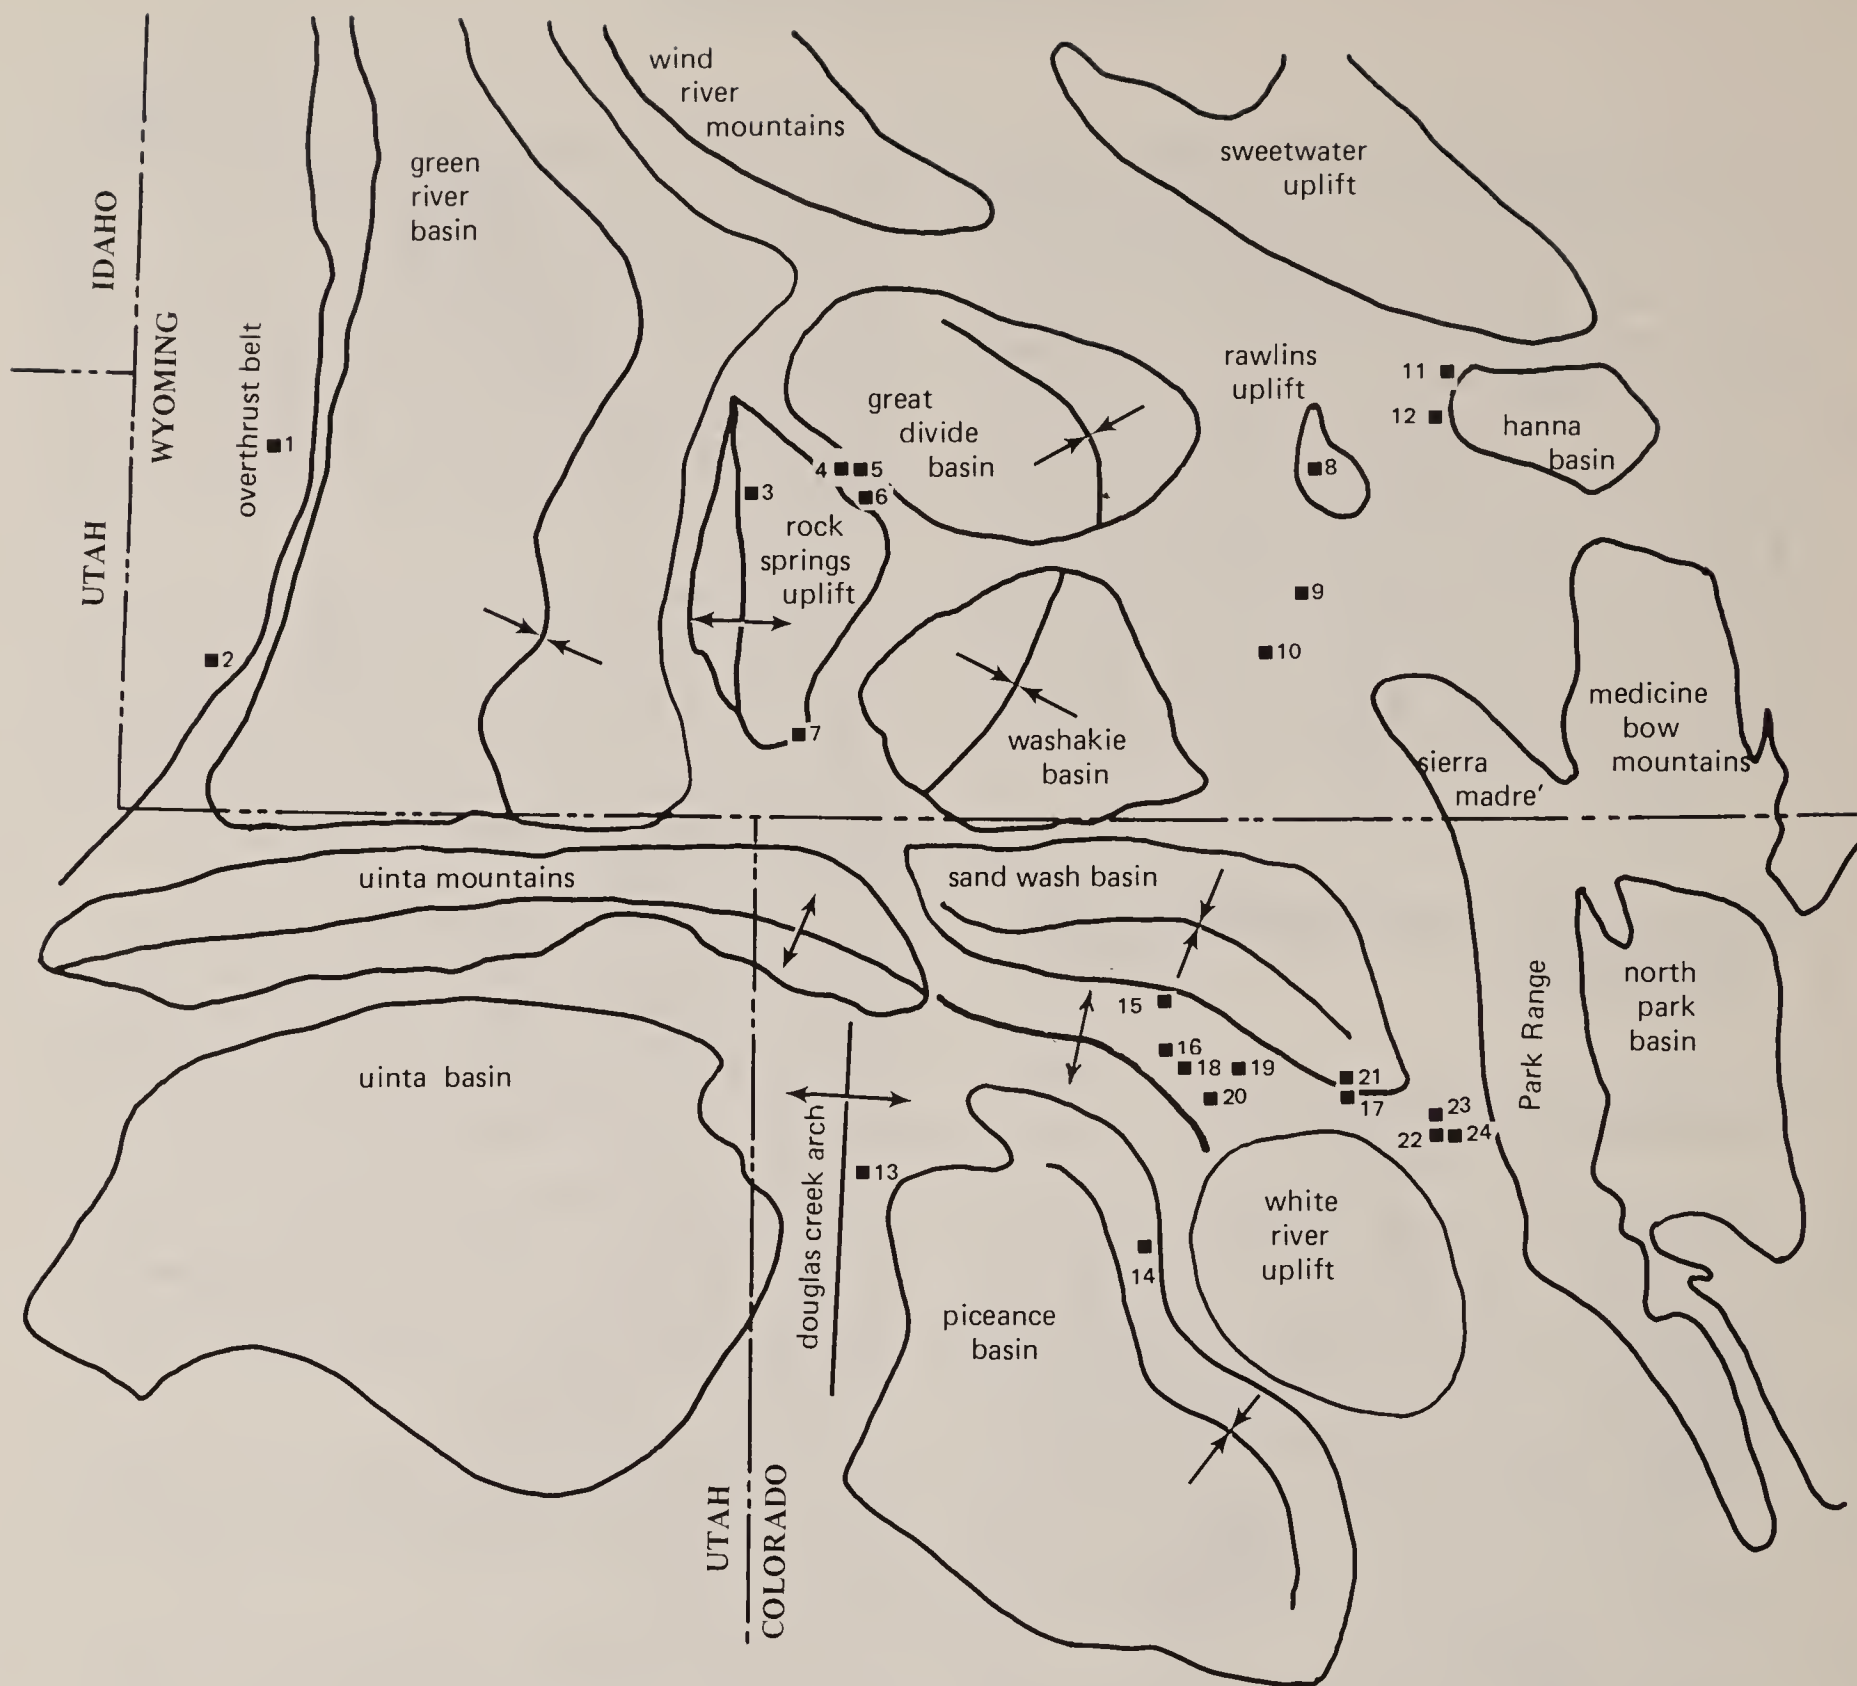 wind
river
mountains
sweetwater
uplift
green
river
basin
IDAHO
WYOMING
overthrust belt
UTAH
1
2
great
divide
basin
rawlins
uplift
11
12
hanna
basin
8
4
5
6
3
rock
springs
uplift
7
9
10
washakie
basin
medicine
bow
mountains
sierra
madre'
uinta mountains
sand wash basin
north
park
basin
Park Range
15
16
18
19
20
21
17
23
22
24
uinta basin
douglas creek arch
13
14
white
river
uplift
piceance
basin
UTAH
COLORADO